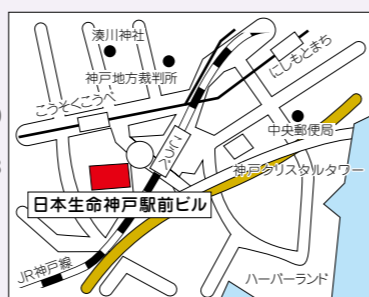 湊川神社
神戸地方裁判所
にしもとまち
こうそくこうべ
中央郵便局
こうべ
神戸クリスタルタワー
日本生命神戸駅前ビル
JR神戸線
ハーバーランド